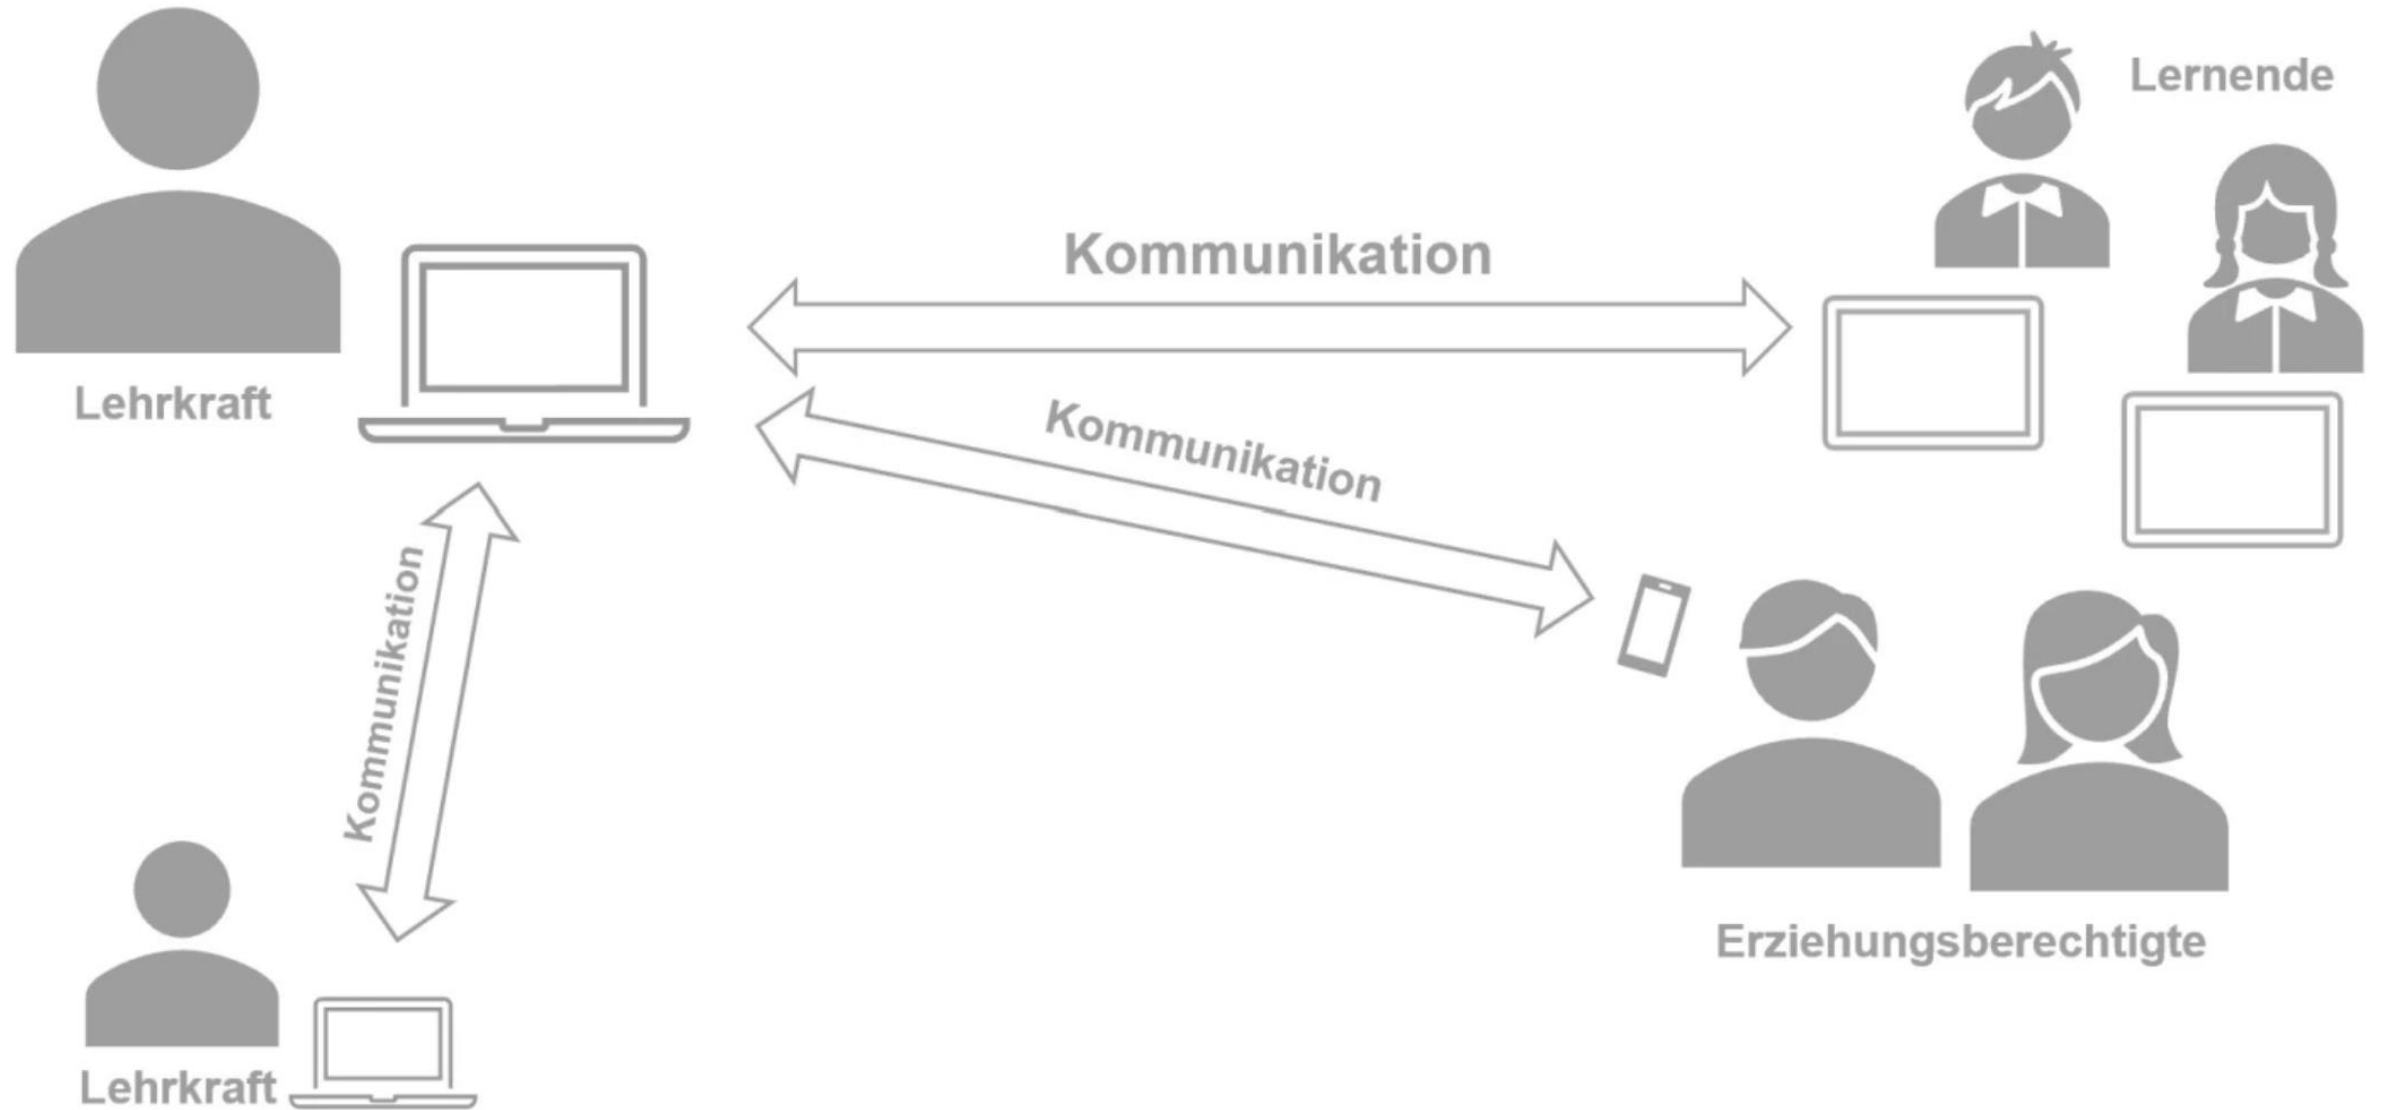 Lernende
Kommunikation
Lehrkraft
Kommunikation
Kommunikation
Erziehungsberechtigte
Lehrkraft